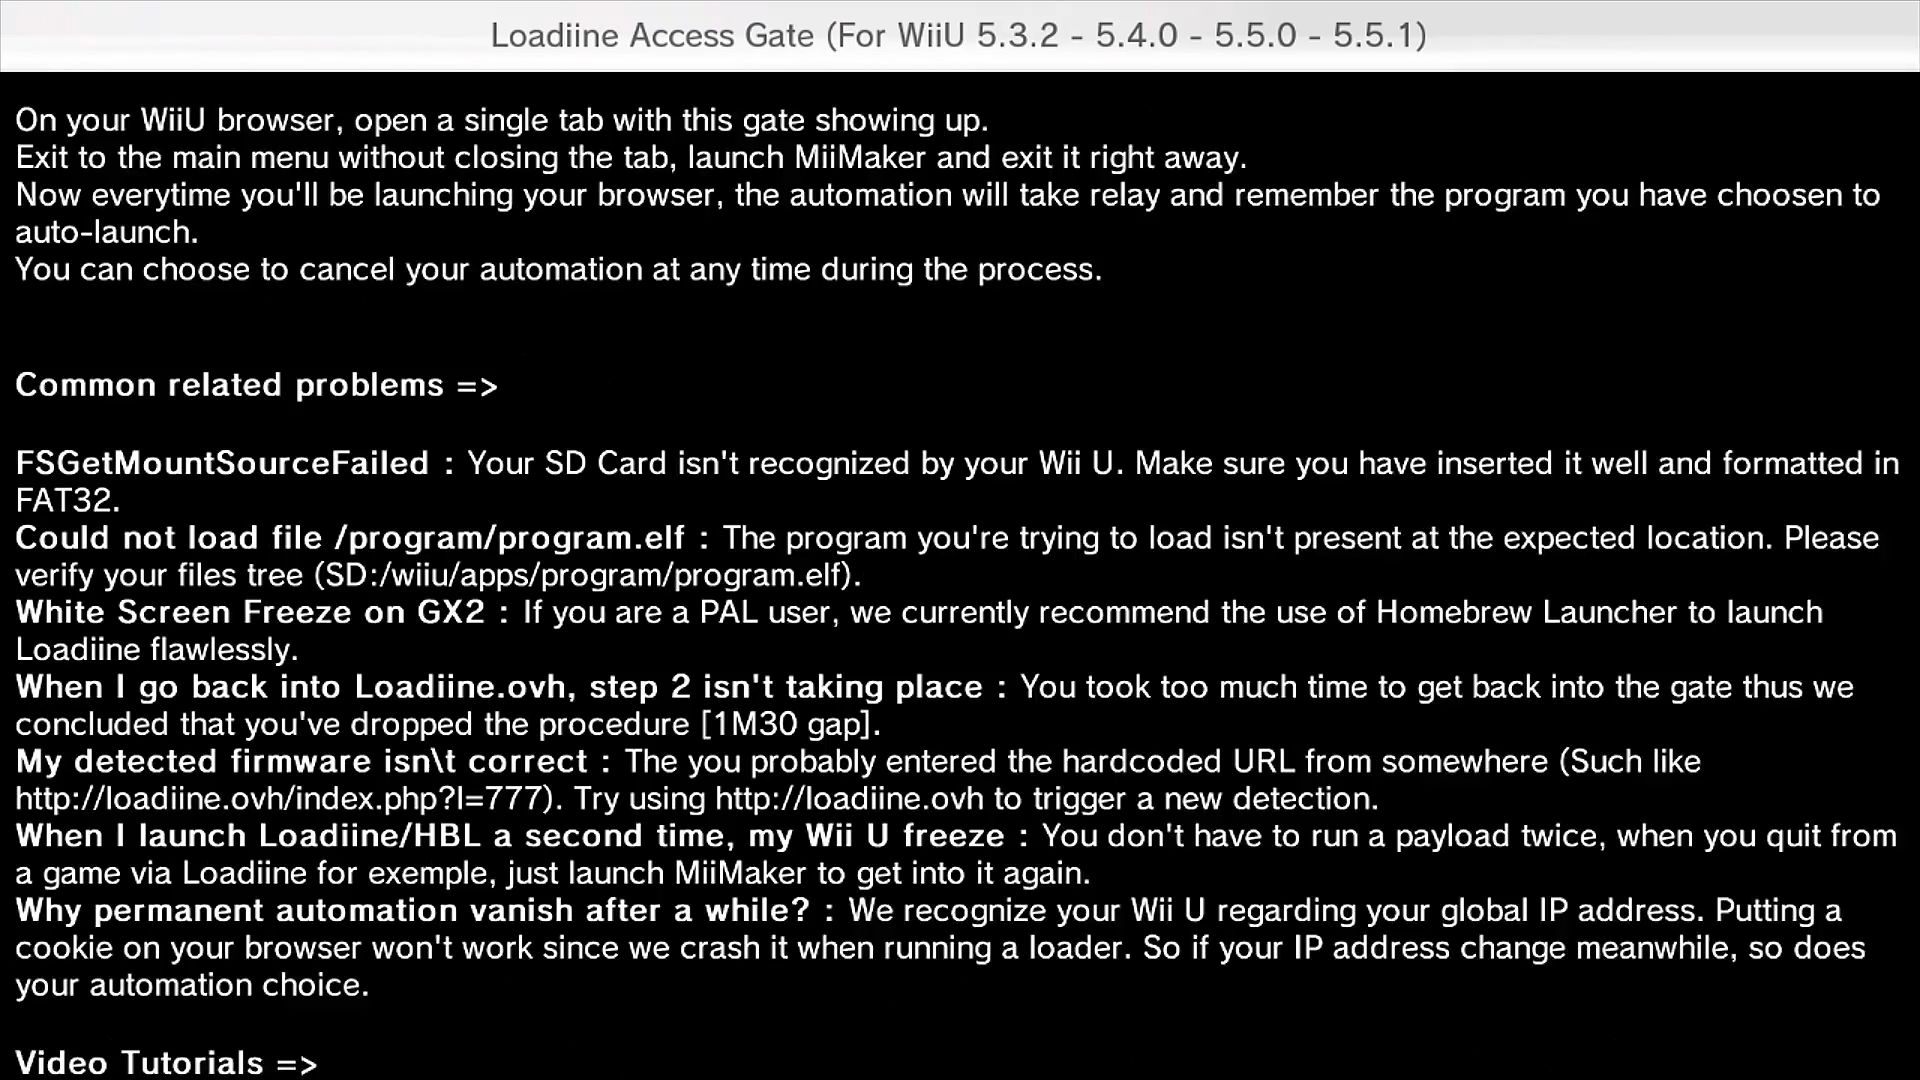 Loadiine Access Gate (For WiiU 5.3.2 - 5.4.0 - 5.5.0 - 5.5.1)
On your WiiU browser, open a single tab with this gate showing up.
Exit to the main menu without closing the tab, launch MiiMaker and exit it right away.
Now everytime you'll be launching your browser, the automation will take relay and remember the program you have choosen to
auto-launch.
You can choose to cancel your automation at any time during the process.
Common related problems =>
FSGetMountSourceFailed : Your SD Card isn't recognized by your Wii U. Make sure you have inserted it well and formatted in
FAT32.
Could not load file /program/program.elf : The program you're trying to load isn't present at the expected location. Please
verify your files tree (SD:/wiiu/apps/program/program.elf).
White Screen Freeze on GX2 : If you are a PAL user, we currently recommend the use of Homebrew Launcher to launch
Loadiine flawlessly.
When I go back into Loadiine.ovh, step 2 isn't taking place : You took too much time to get back into the gate thus we
concluded that you've dropped the procedure [1M30 gap].
My detected firmware isn\t correct : The you probably entered the hardcoded URL from somewhere (Such like
http://loadiine.ovh/index.php?l=777). Try using http://loadiine.ovh to trigger a new detection.
When I launch Loadiine/HBL a second time, my Wii U freeze : You don't have to run a payload twice, when you quit from
a game via Loadiine for exemple, just launch MiiMaker to get into it again.
Why permanent automation vanish after a while? : We recognize your Wii U regarding your global IP address. Putting a
cookie on your browser won't work since we crash it when running a loader. So if your IP address change meanwhile, so does
your automation choice.
Video Tutorials =>